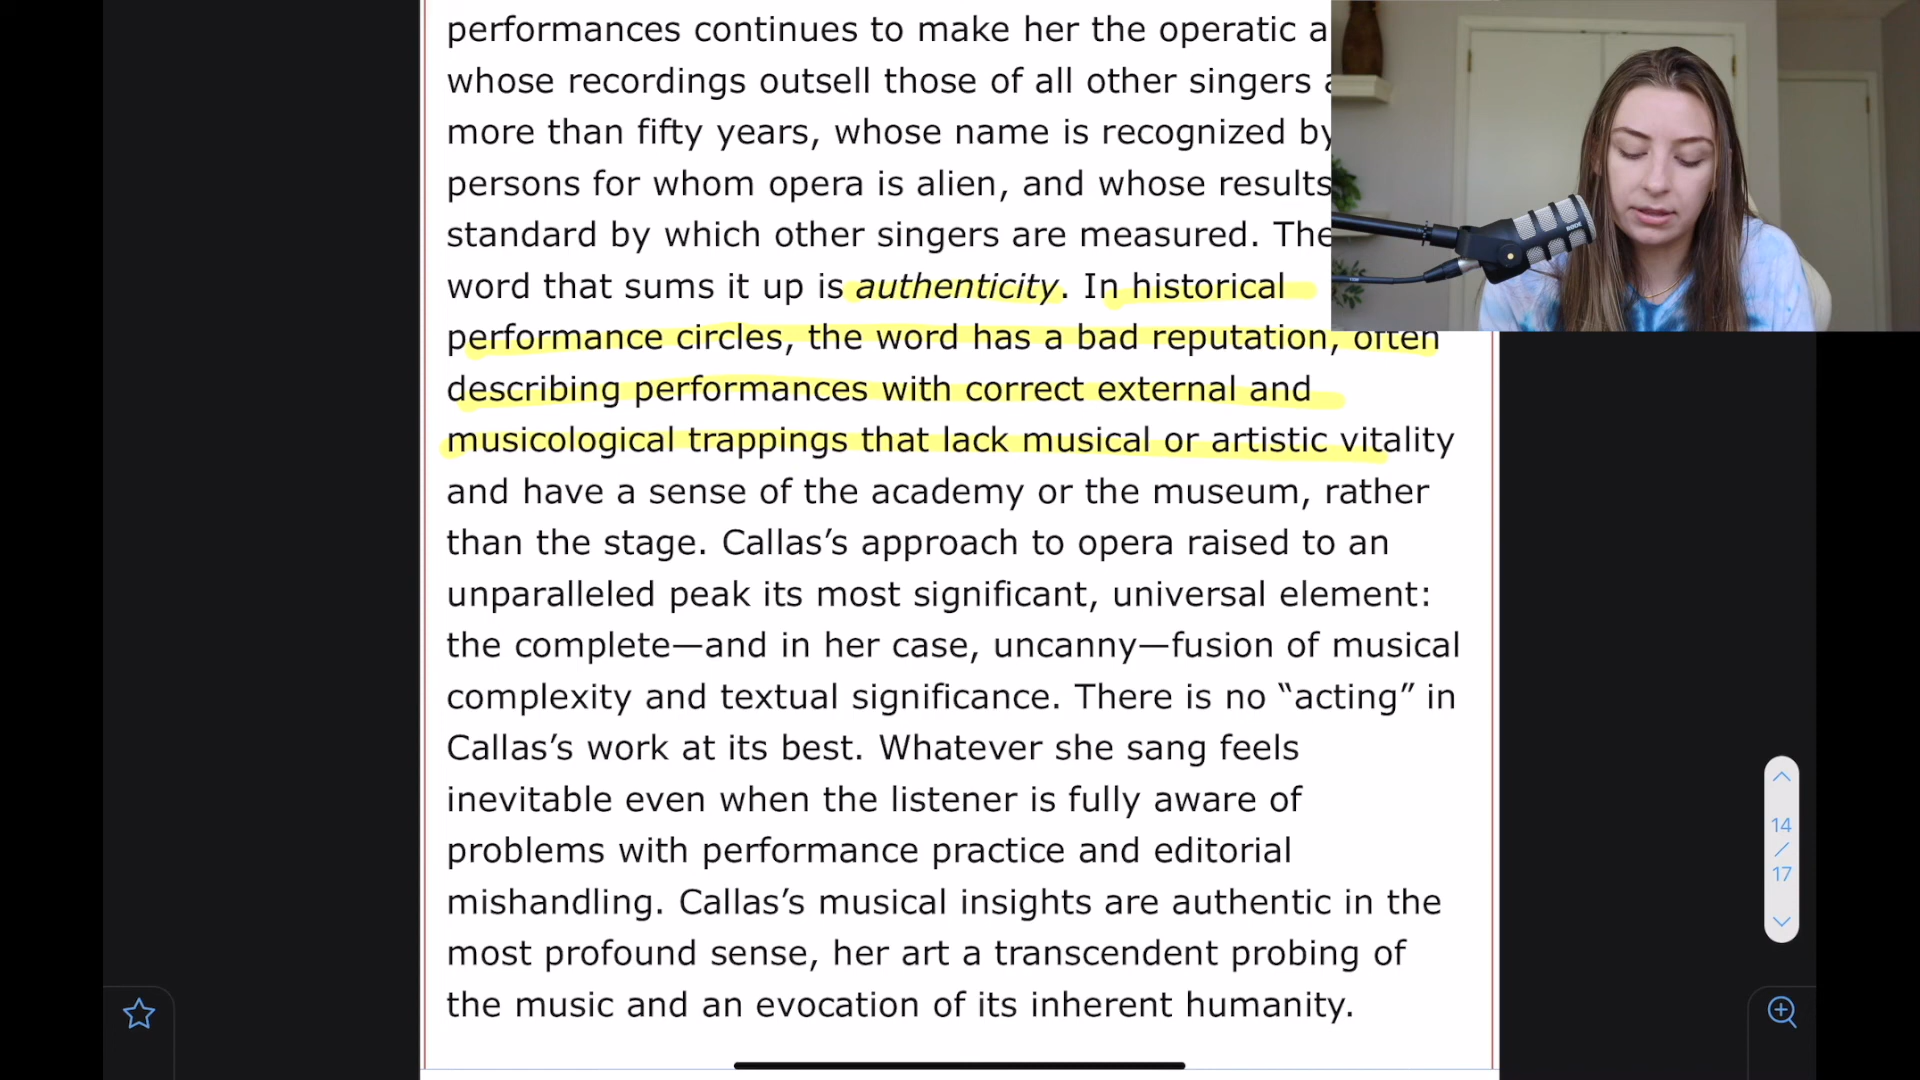 performances continues to make her the operatic a
whose recordings outsell those of all other singers
more than fifty years, whose name is recognized by
persons for whom opera is alien, and whose results
standard by which other singers are measured. The
word that sums it up is authenticity. In historical
performance circles, the word has a bad reputation, often
describing performances with correct external and
musicological trappings that lack musical or artistic vitality
and have a sense of the academy or the museum, rather
than the stage. Callas’s approach to opera raised to an
unparalleled peak its most significant, universal element:
the complete—and in her case, uncanny—fusion of musical
complexity and textual significance. There is no “acting” in
Callas’s work at its best. Whatever she sang feels
inevitable even when the listener is fully aware of
problems with performance practice and editorial
mishandling. Callas’s musical insights are authentic in the
most profound sense, her art a transcendent probing of
the music and an evocation of its inherent humanity.
RØDE
14
/
17